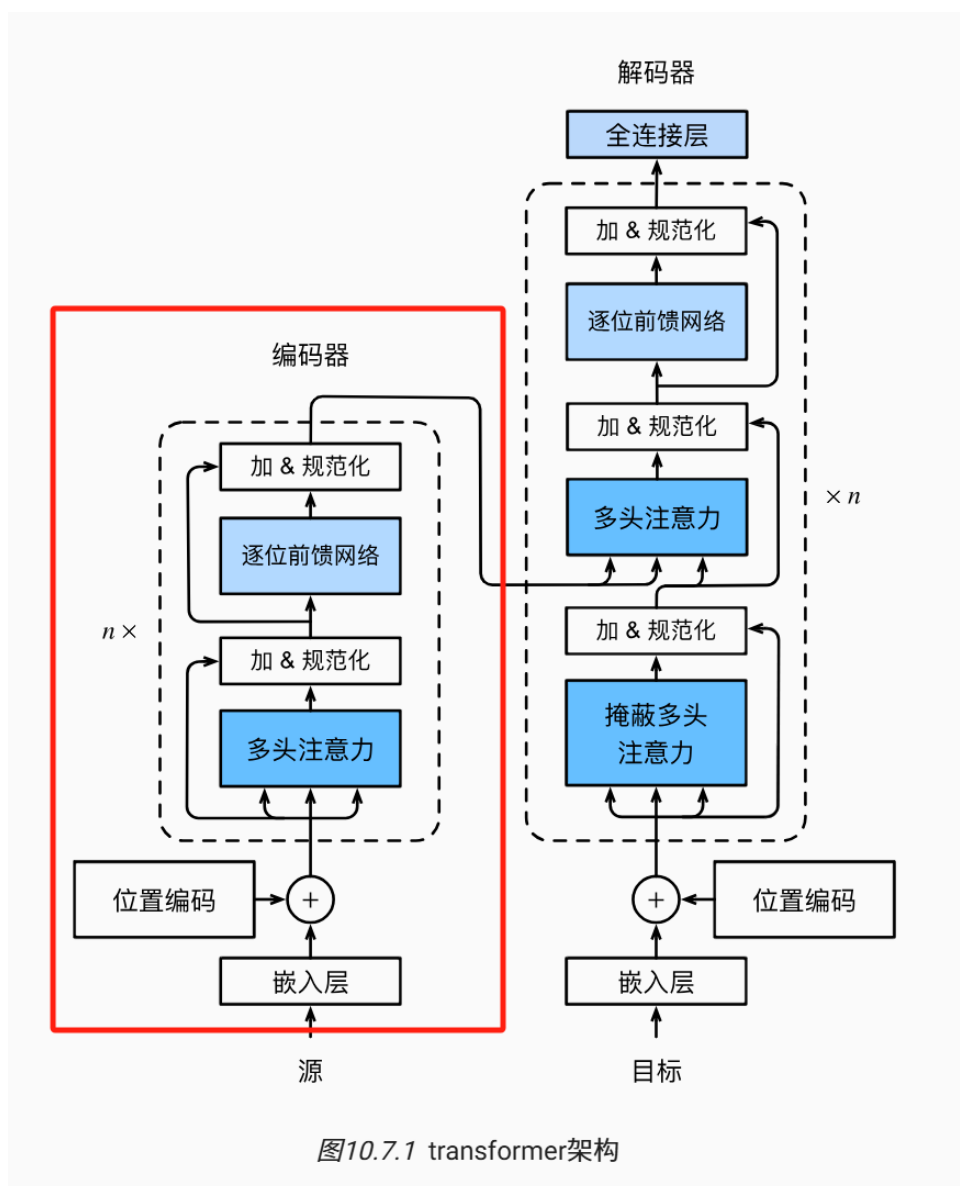 解码器
全连接层
加 & 规范化
逐位前馈网络
加 & 规范化
多头注意力
× n
加 & 规范化
掩蔽多头
注意力
位置编码
嵌入层
目标
编码器
加 & 规范化
逐位前馈网络
n ×
加 & 规范化
多头注意力
位置编码
嵌入层
源
图10.7.1 transformer架构